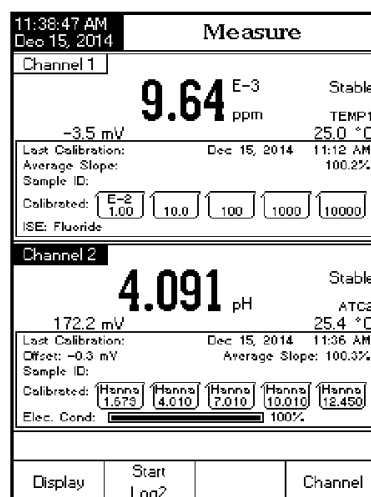 11:38:47 AM
Dec 15, 2014
Measure
Channel 1
9.64 E-3 ppm
Stable
TEMP1
-3.5 mV
25.0 °C
Last Calibration: Dec 15, 2014 11:12 AM
Average Slope: 100.2%
Sample ID:
Calibrated: E-2 1.00 10.0 100 1000 10000
ISE: Fluoride
Channel 2
4.091 pH
Stable
ATC2
172.2 mV
25.4 °C
Last Calibration: Dec 15, 2014 11:36 AM
Offset: -0.3 mV Average Slope: 100.3%
Sample ID:
Calibrated: Hanna 1.679 Hanna 4.010 Hanna 7.010 Hanna 10.010 Hanna 12.450
Elec. Cond: 100%
Display
Start
Log2
Channel